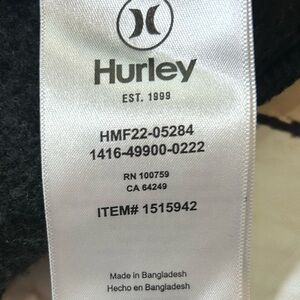 Hurley
EST. 1999
HMF22-05284
1416-49900-0222
RN 100759
CA 64249
ITEM# 1515942
Made in Bangladesh
Hecho en Bangladesh